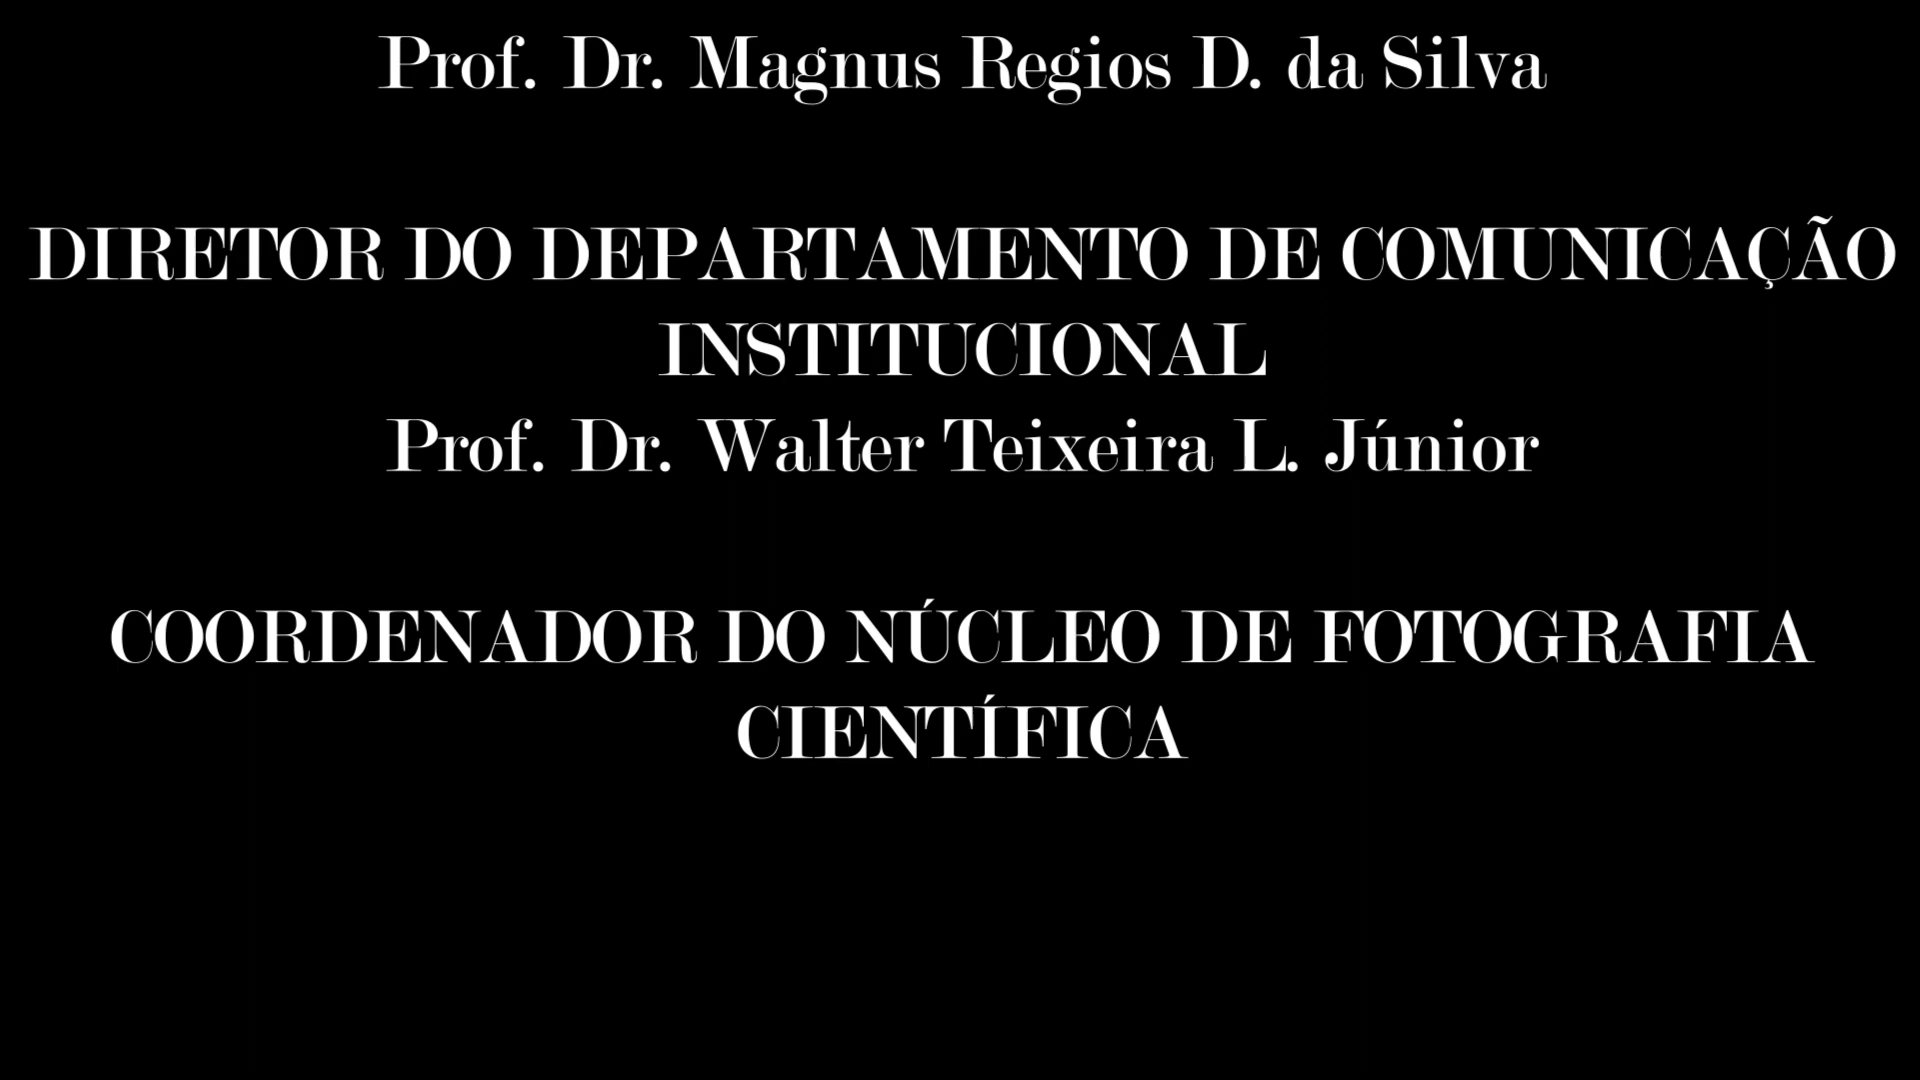 Prof. Dr. Magnus Regios D. da Silva
DIRETOR DO DEPARTAMENTO DE COMUNICAÇÃO
INSTITUCIONAL
Prof. Dr. Walter Teixeira L. Júnior
COORDENADOR DO NÚCLEO DE FOTOGRAFIA
CIENTÍFICA